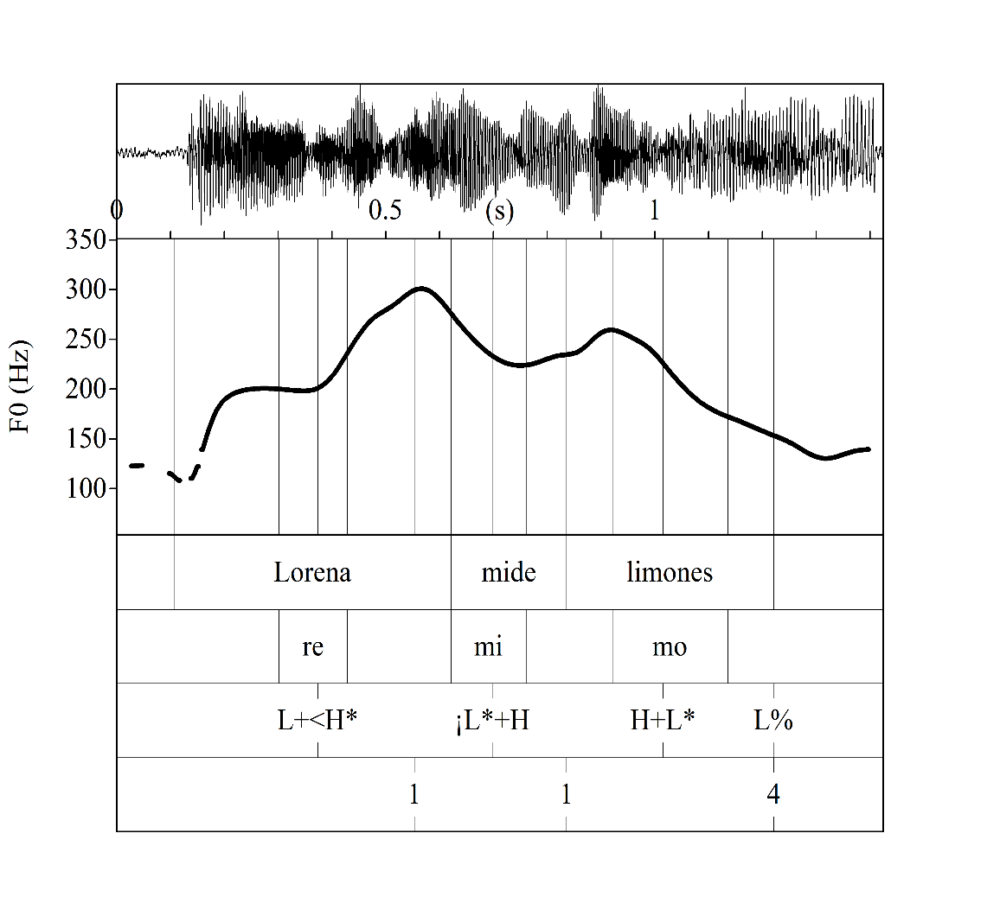 0 0.5 (s) 1
350
300
250
200
150
100
F0 (Hz)
Lorena mide limones
re mi mo
L+<H* ¡L*+H H+L* L%
1 1 4